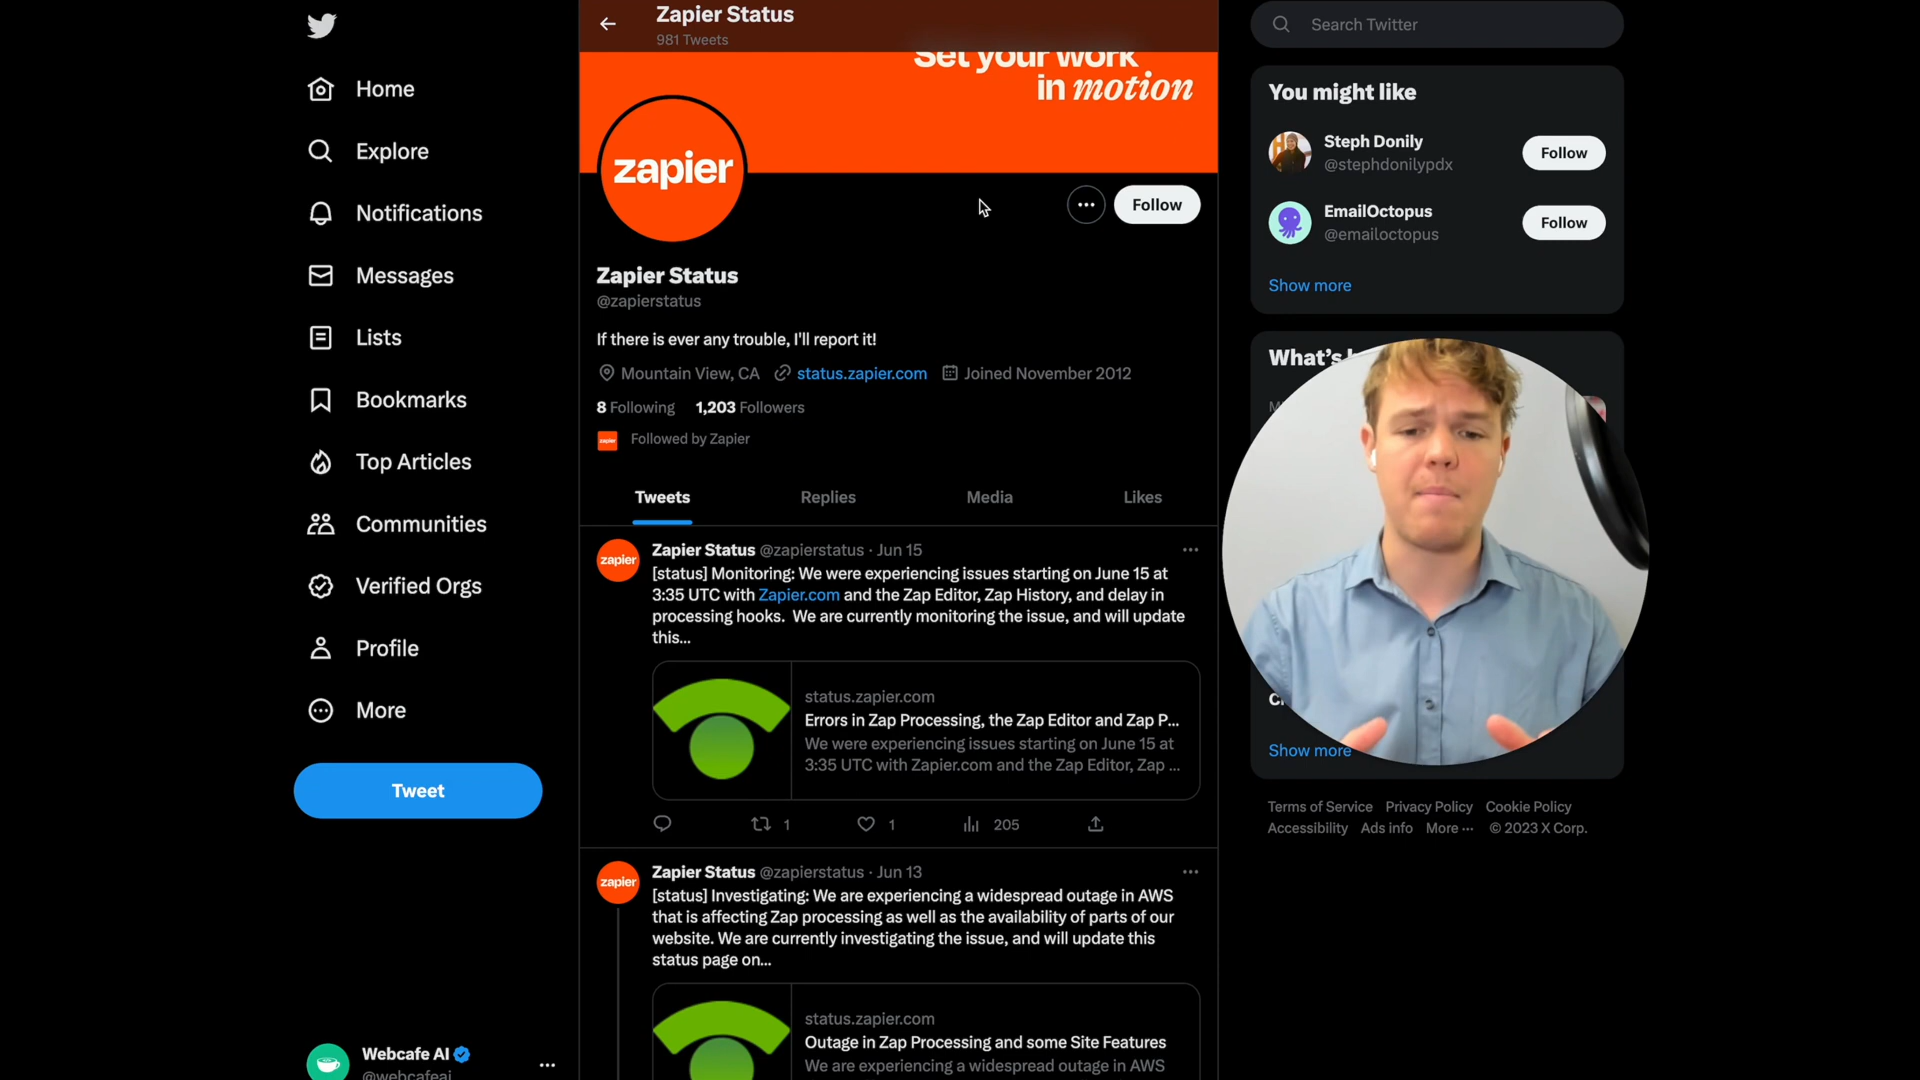 Zapier Status
981 Tweets
Search Twitter
Set your work
in motion
zapier
Home
Explore
Notifications
Messages
Lists
Bookmarks
Top Articles
Communities
Verified Orgs
Profile
More
Tweet
Webcafe AI
@webcafeai
Follow
Zapier Status
@zapierstatus
If there is ever any trouble, I'll report it!
Mountain View, CA status.zapier.com Joined November 2012
8 Following 1,203 Followers
zapier Followed by Zapier
Tweets Replies Media Likes
zapier
Zapier Status @zapierstatus · Jun 15
[status] Monitoring: We were experiencing issues starting on June 15 at
3:35 UTC with Zapier.com and the Zap Editor, Zap History, and delay in
processing hooks. We are currently monitoring the issue, and will update
this...
status.zapier.com
Errors in Zap Processing, the Zap Editor and Zap P...
We were experiencing issues starting on June 15 at
3:35 UTC with Zapier.com and the Zap Editor, Zap ...
1 1 205
zapier
Zapier Status @zapierstatus · Jun 13
[status] Investigating: We are experiencing a widespread outage in AWS
that is affecting Zap processing as well as the availability of parts of our
website. We are currently investigating the issue, and will update this
status page on...
status.zapier.com
Outage in Zap Processing and some Site Features
We are experiencing a widespread outage in AWS
You might like
Steph Donily
@stephdonilypdx
Follow
EmailOctopus
@emailoctopus
Follow
Show more
What's
Show more
Terms of Service Privacy Policy Cookie Policy
Accessibility Ads info More ··· © 2023 X Corp.